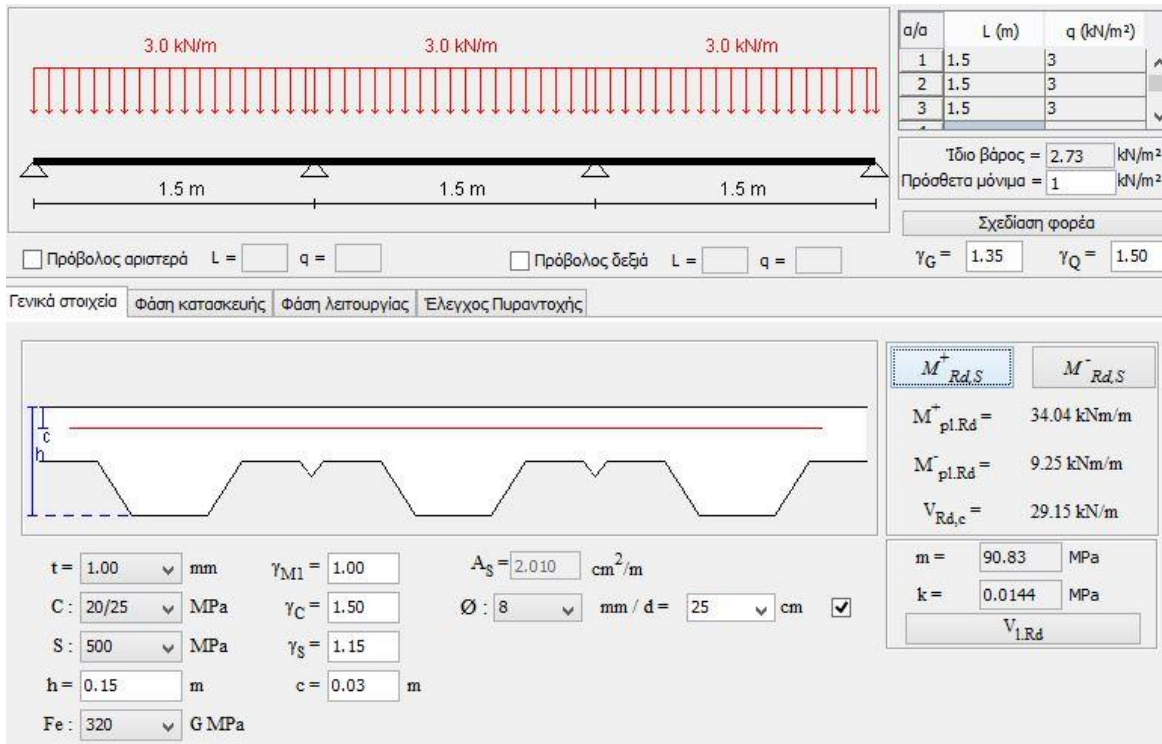 3.0 kN/m 3.0 kN/m 3.0 kN/m
1.5 m 1.5 m 1.5 m
α/α L (m) q (kN/m²)
1 1.5 3
2 1.5 3
3 1.5 3
Ίδιο βάρος = 2.73 kN/m²
Πρόσθετα μόνιμα = 1 kN/m²
Σχεδίαση φορέα
Πρόβολος αριστερά L = q = Πρόβολος δεξιά L = q = γG = 1.35 γQ = 1.50
Γενικά στοιχεία Φάση κατασκευής Φάση λειτουργίας Έλεγχος Πυραντοχής
c
h
M+Rd,S M-Rd,S
M+pl.Rd = 34.04 kNm/m
M-pl.Rd = 9.25 kNm/m
VRd,c = 29.15 kN/m
t = 1.00 mm γM1 = 1.00 AS = 2.010 cm²/m
C : 20/25 MPa γC = 1.50 Ø : 8 mm / d = 25 cm
S : 500 MPa γS = 1.15
h = 0.15 m c = 0.03 m
Fe : 320 G MPa
m = 90.83 MPa
k = 0.0144 MPa
V1.Rd